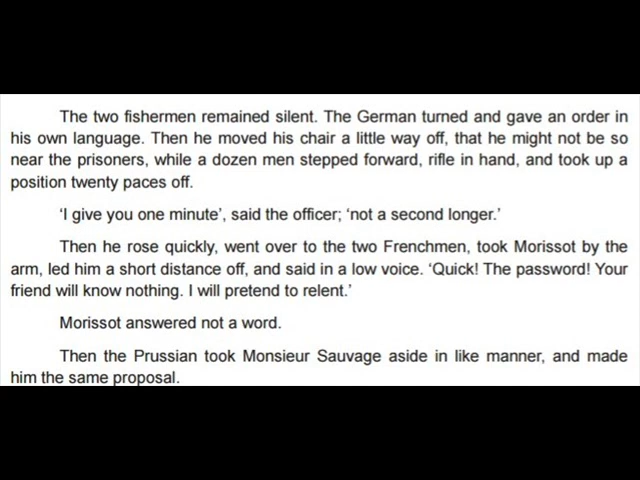 The two fishermen remained silent. The German turned and gave an order in
his own language. Then he moved his chair a little way off, that he might not be so
near the prisoners, while a dozen men stepped forward, rifle in hand, and took up a
position twenty paces off.
‘I give you one minute’, said the officer; ‘not a second longer.’
Then he rose quickly, went over to the two Frenchmen, took Morissot by the
arm, led him a short distance off, and said in a low voice. ‘Quick! The password! Your
friend will know nothing. I will pretend to relent.’
Morissot answered not a word.
Then the Prussian took Monsieur Sauvage aside in like manner, and made
him the same proposal.